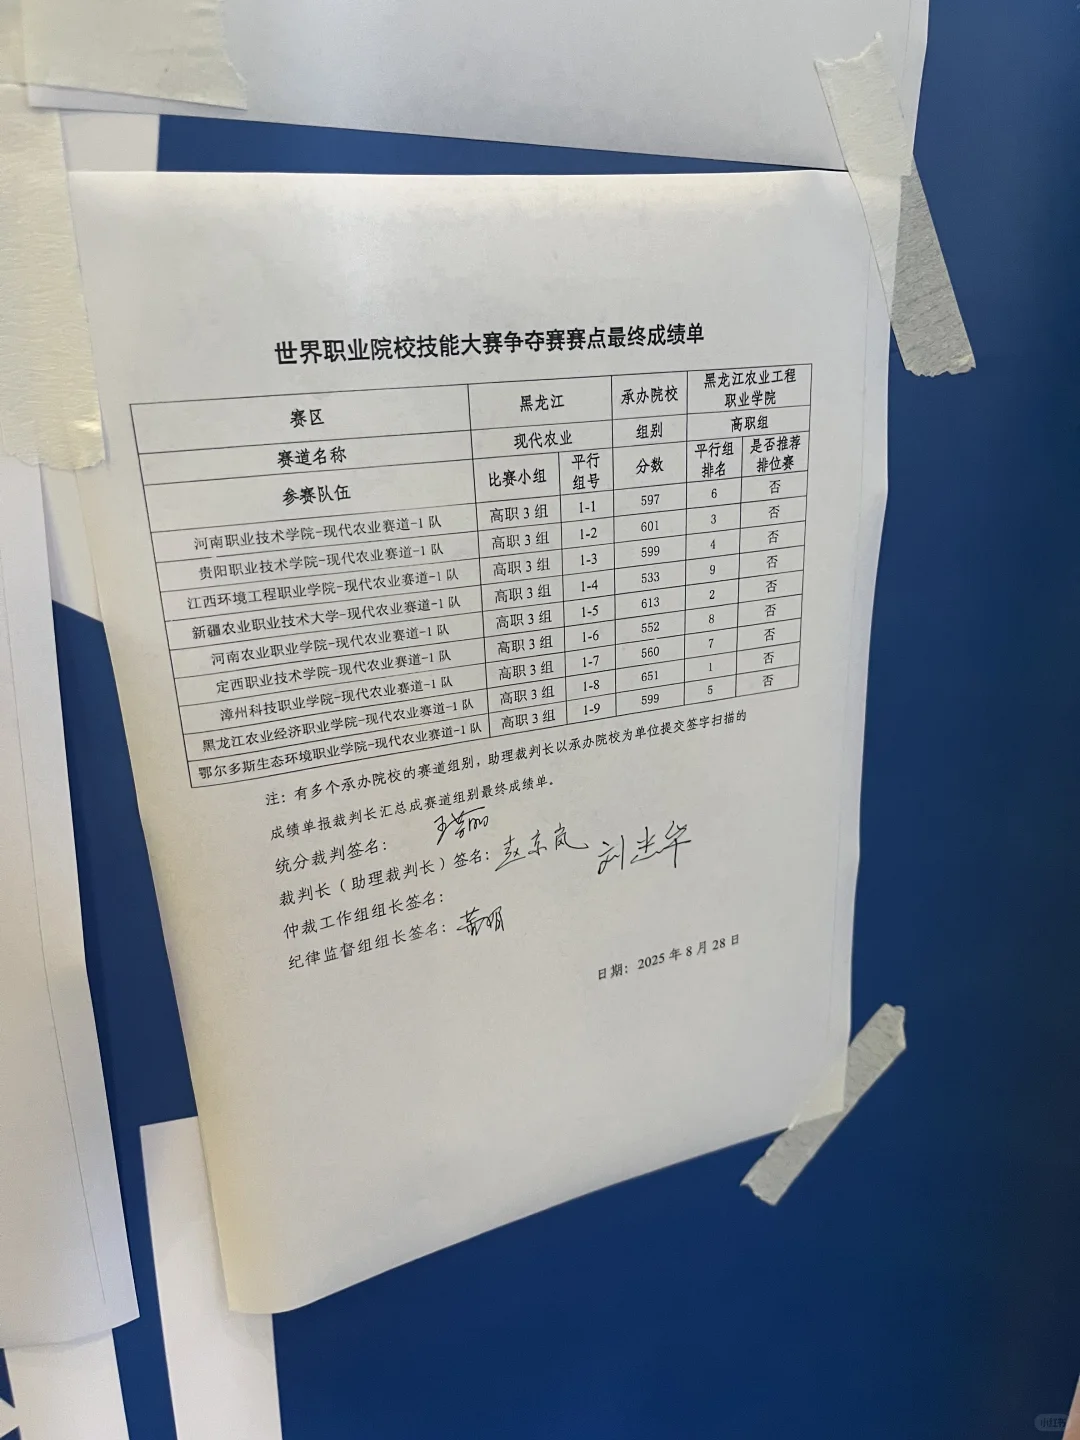 世界职业院校技能大赛争夺赛赛点最终成绩单
赛区 黑龙江 承办院校 黑龙江农业工程职业学院
赛道名称 现代农业 组别 高职组
参赛队伍 比赛小组 平行组号 分数 平行组排名 是否推荐排位赛
河南职业技术学院-现代农业赛道-1队 高职3组 1-1 597 6 否
贵阳职业技术学院-现代农业赛道-1队 高职3组 1-2 601 3 否
江西环境工程职业学院-现代农业赛道-1队 高职3组 1-3 599 4 否
新疆农业职业技术大学-现代农业赛道-1队 高职3组 1-4 533 9 否
河南农业职业学院-现代农业赛道-1队 高职3组 1-5 613 2 否
定西职业技术学院-现代农业赛道-1队 高职3组 1-6 552 8 否
漳州科技职业学院-现代农业赛道-1队 高职3组 1-7 560 7 否
黑龙江农业经济职业学院-现代农业赛道-1队 高职3组 1-8 651 1 否
鄂尔多斯生态环境职业学院-现代农业赛道-1队 高职3组 1-9 599 5 否
注：有多个承办院校的赛道组别，助理裁判长以承办院校为单位提交签字扫描的
成绩单报裁判长汇总成赛道组别最终成绩单。
统分裁判签名：
裁判长（助理裁判长）签名：赵东岚 刘
仲裁工作组组长签名：
纪律监督组组长签名：
日期：2025年8月28日
小红书